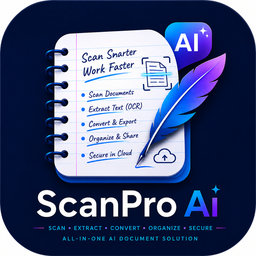 AI
Scan Smarter
Work Faster
• Scan Documents
• Extract Text (OCR)
• Convert & Export
• Organize & Share
• Secure in Cloud
ScanPro Ai
SCAN • EXTRACT • CONVERT • ORGANIZE • SECURE
ALL-IN-ONE AI DOCUMENT SOLUTION